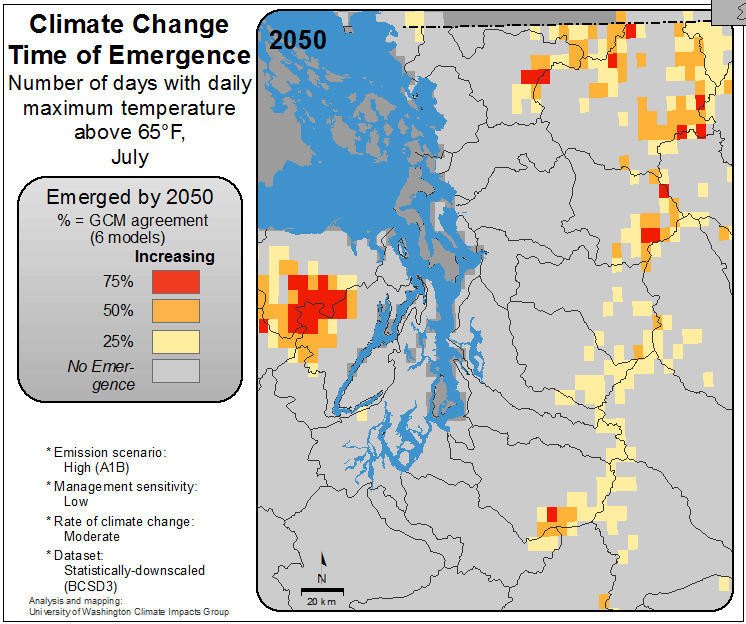 Climate Change
Time of Emergence
Number of days with daily
maximum temperature
above 65°F,
July
Emerged by 2050
% = GCM agreement
(6 models)
Increasing
75%
50%
25%
No Emer-
gence
* Emission scenario:
High (A1B)
* Management sensitivity:
Low
* Rate of climate change:
Moderate
* Dataset:
Statistically-downscaled
(BCSD3)
Analysis and mapping:
University of Washington Climate Impacts Group
2050
N
20 km